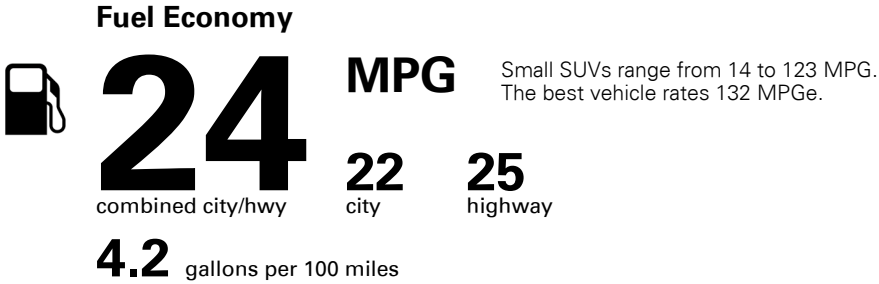 Fuel Economy
24 MPG
Small SUVs range from 14 to 123 MPG.
The best vehicle rates 132 MPGe.
22 25
combined city/hwy city highway
4.2 gallons per 100 miles